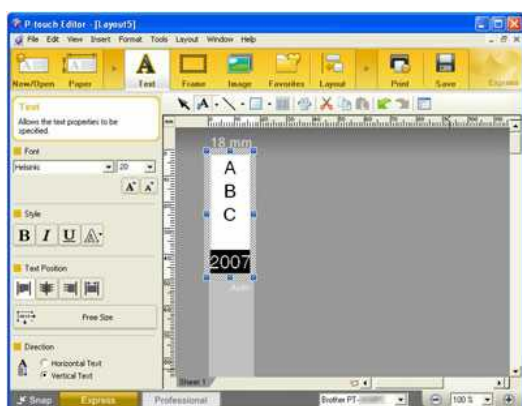 P-touch Editor - [Layout5]
File Edit View Insert Format Tools Layout Window Help
New/Open Paper Text Frame Image Favorites Layout Print Save Express
Text
Allows the text properties to be
specified.
Font
Helsinki 20
A A
Style
B I U A
Text Position
Free Size
Direction
A
Horizontal Text
Vertical Text
18 mm
A
B
C
2007
Auto
Sheet 1
Snap Express Professional Brother PT- 100 %